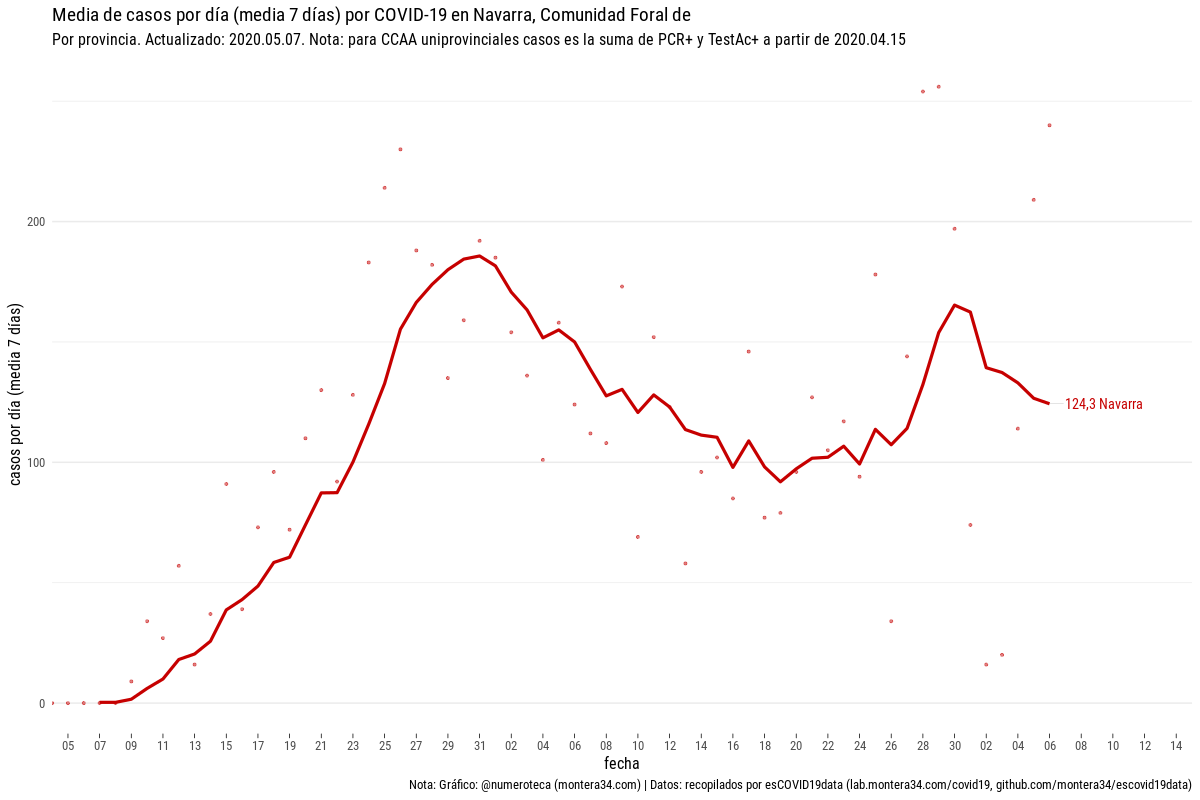 Media de casos por día (media 7 días) por COVID-19 en Navarra, Comunidad Foral de
Por provincia. Actualizado: 2020.05.07. Nota: para CCAA uniprovinciales casos es la suma de PCR+ y TestAc+ a partir de 2020.04.15
casos por día (media 7 días)
200
100
0
124,3 Navarra
05 07 09 11 13 15 17 19 21 23 25 27 29 31 02 04 06 08 10 12 14 16 18 20 22 24 26 28 30 02 04 06 08 10 12 14
fecha
Nota: Gráfico: @numeroteca (montera34.com) | Datos: recopilados por esCOVID19data (lab.montera34.com/covid19, github.com/montera34/escovid19data)